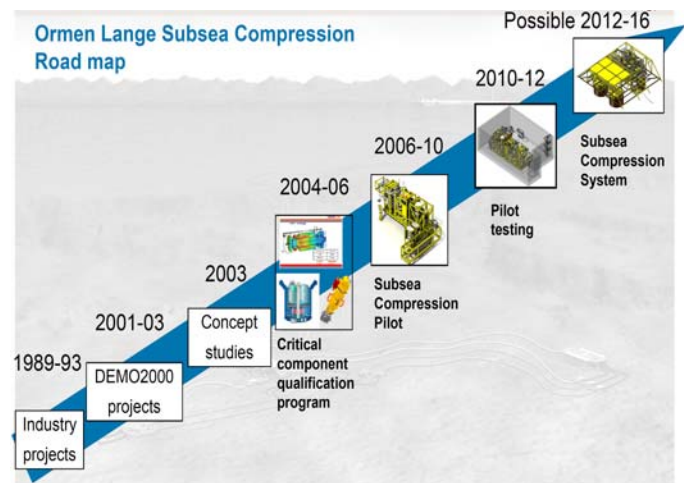 Ormen Lange Subsea Compression
Road map
Possible 2012-16
Subsea
Compression
System
2010-12
Pilot
testing
2006-10
Subsea
Compression
Pilot
2004-06
Critical
component
qualification
program
2003
Concept
studies
2001-03
DEMO2000
projects
1989-93
Industry
projects